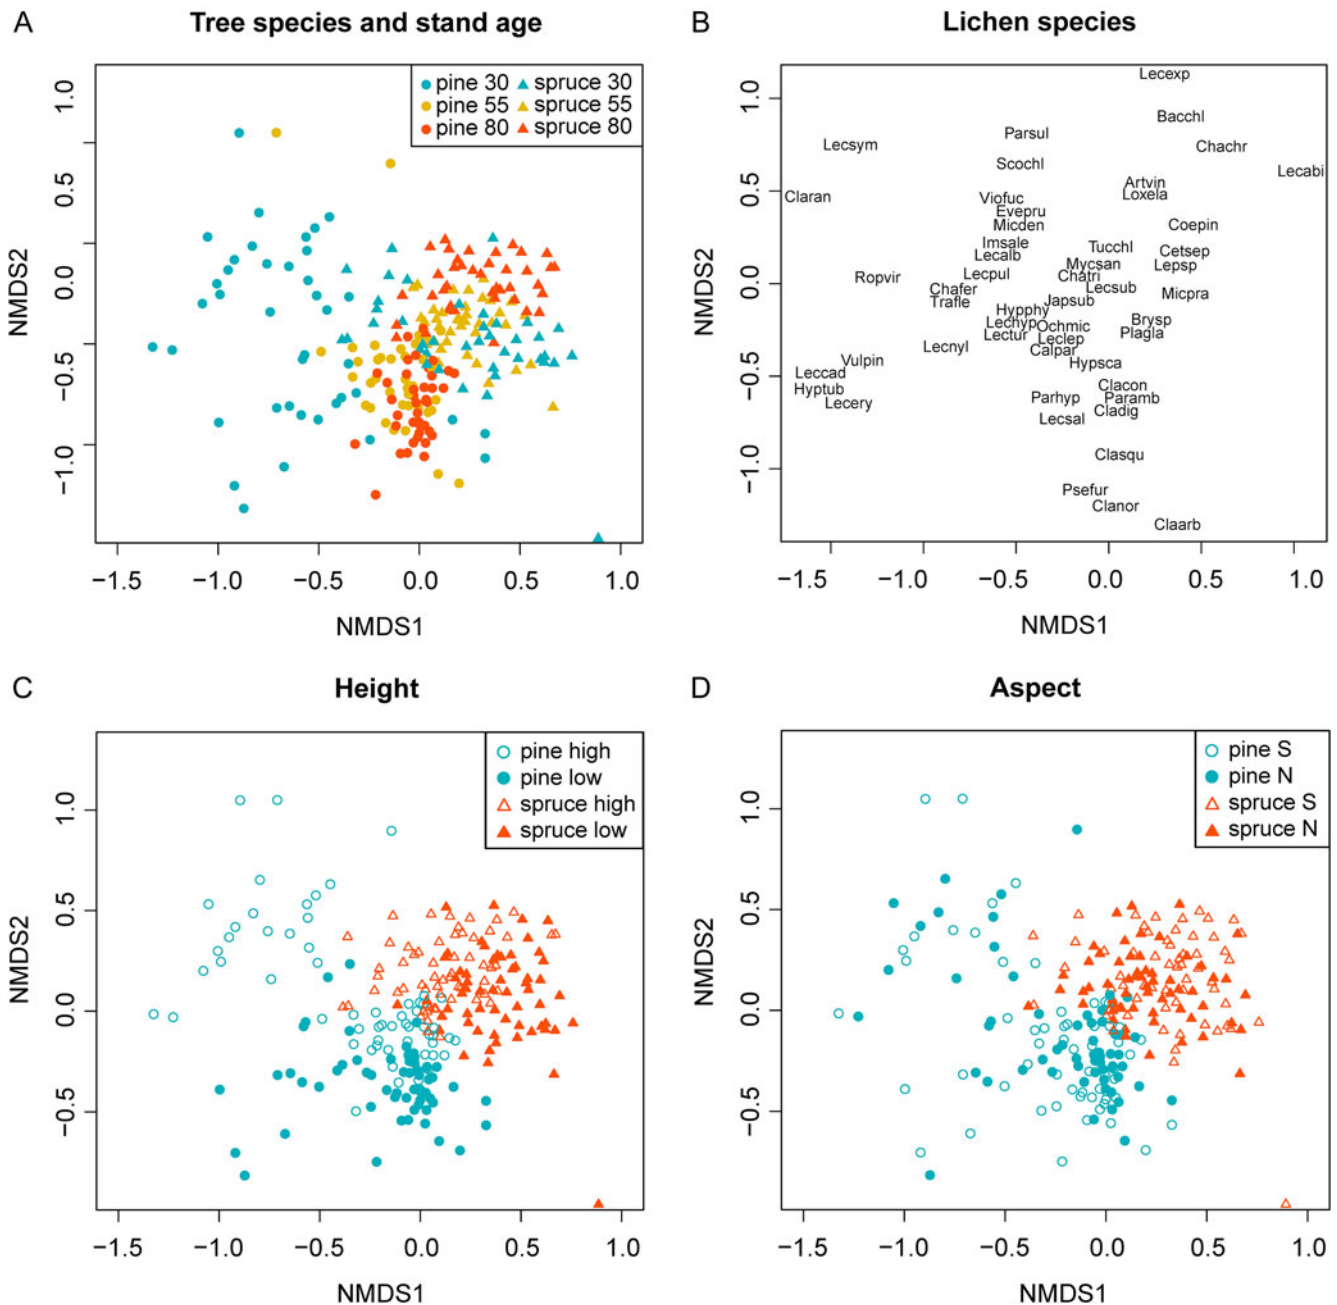 A
Tree species and stand age
pine 30 spruce 30
pine 55 spruce 55
pine 80 spruce 80
1.0
0.5
0.0
−0.5
−1.0
NMDS2
−1.5 −1.0 −0.5 0.0 0.5 1.0
NMDS1
B
Lichen species
1.0
0.5
0.0
−0.5
−1.0
NMDS2
Lecexp
Bacchl
Parsul
Lecsym
Chachr
Scochl
Lecabi
Artvin
Claran
Loxela
Viofuc
Evepru
Micden
Coepin
Imsale
Tucchl
Cetsep
Lecalb
Mycsan
Lepsp
Ropvir
Lecpul
Chatri
Chafer
Lecsub
Micpra
Trafle
Japsub
Hypphy
Lechyp
Ochmic
Brysp
Lectur
Leclep
Plagla
Lecnyl
Calpar
Vulpin
Hypsca
Leccad
Hyptub
Clacon
Lecery
Parhyp
Paramb
Lecsal
Cladig
Clasqu
Psefur
Clanor
Claarb
−1.5 −1.0 −0.5 0.0 0.5 1.0
NMDS1
C
Height
pine high
pine low
spruce high
spruce low
1.0
0.5
0.0
−0.5
NMDS2
−1.5 −1.0 −0.5 0.0 0.5 1.0
NMDS1
D
Aspect
pine S
pine N
spruce S
spruce N
1.0
0.5
0.0
−0.5
NMDS2
−1.5 −1.0 −0.5 0.0 0.5 1.0
NMDS1